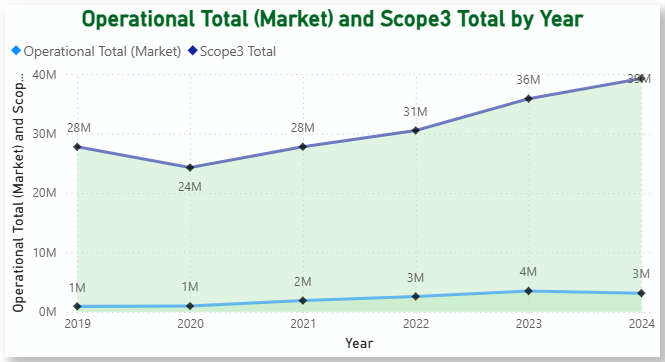 Operational Total (Market) and Scope3 Total by Year
Operational Total (Market) Scope3 Total
Operational Total (Market) and Scop...
40M
30M
20M
10M
0M
28M
24M
28M
31M
36M
39M
1M
1M
2M
3M
4M
3M
2019 2020 2021 2022 2023 2024
Year